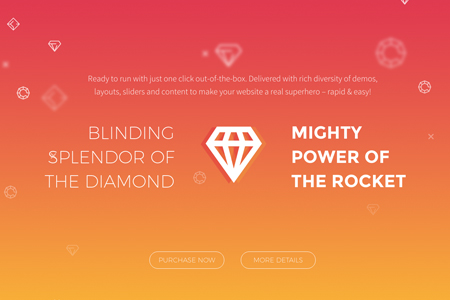 Ready to run with just one click out-of-the-box. Delivered with rich diversity of demos,
layouts, sliders and content to make your website a real superhero – rapid & easy!
BLINDING
SPLENDOR OF
THE DIAMOND
MIGHTY
POWER OF
THE ROCKET
PURCHASE NOW
MORE DETAILS